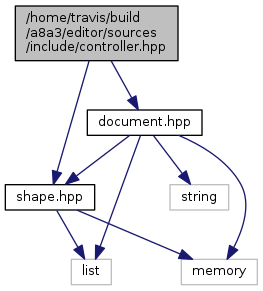 /home/travis/build
/a8a3/editor/sources
/include/controller.hpp
document.hpp
shape.hpp
string
list
memory